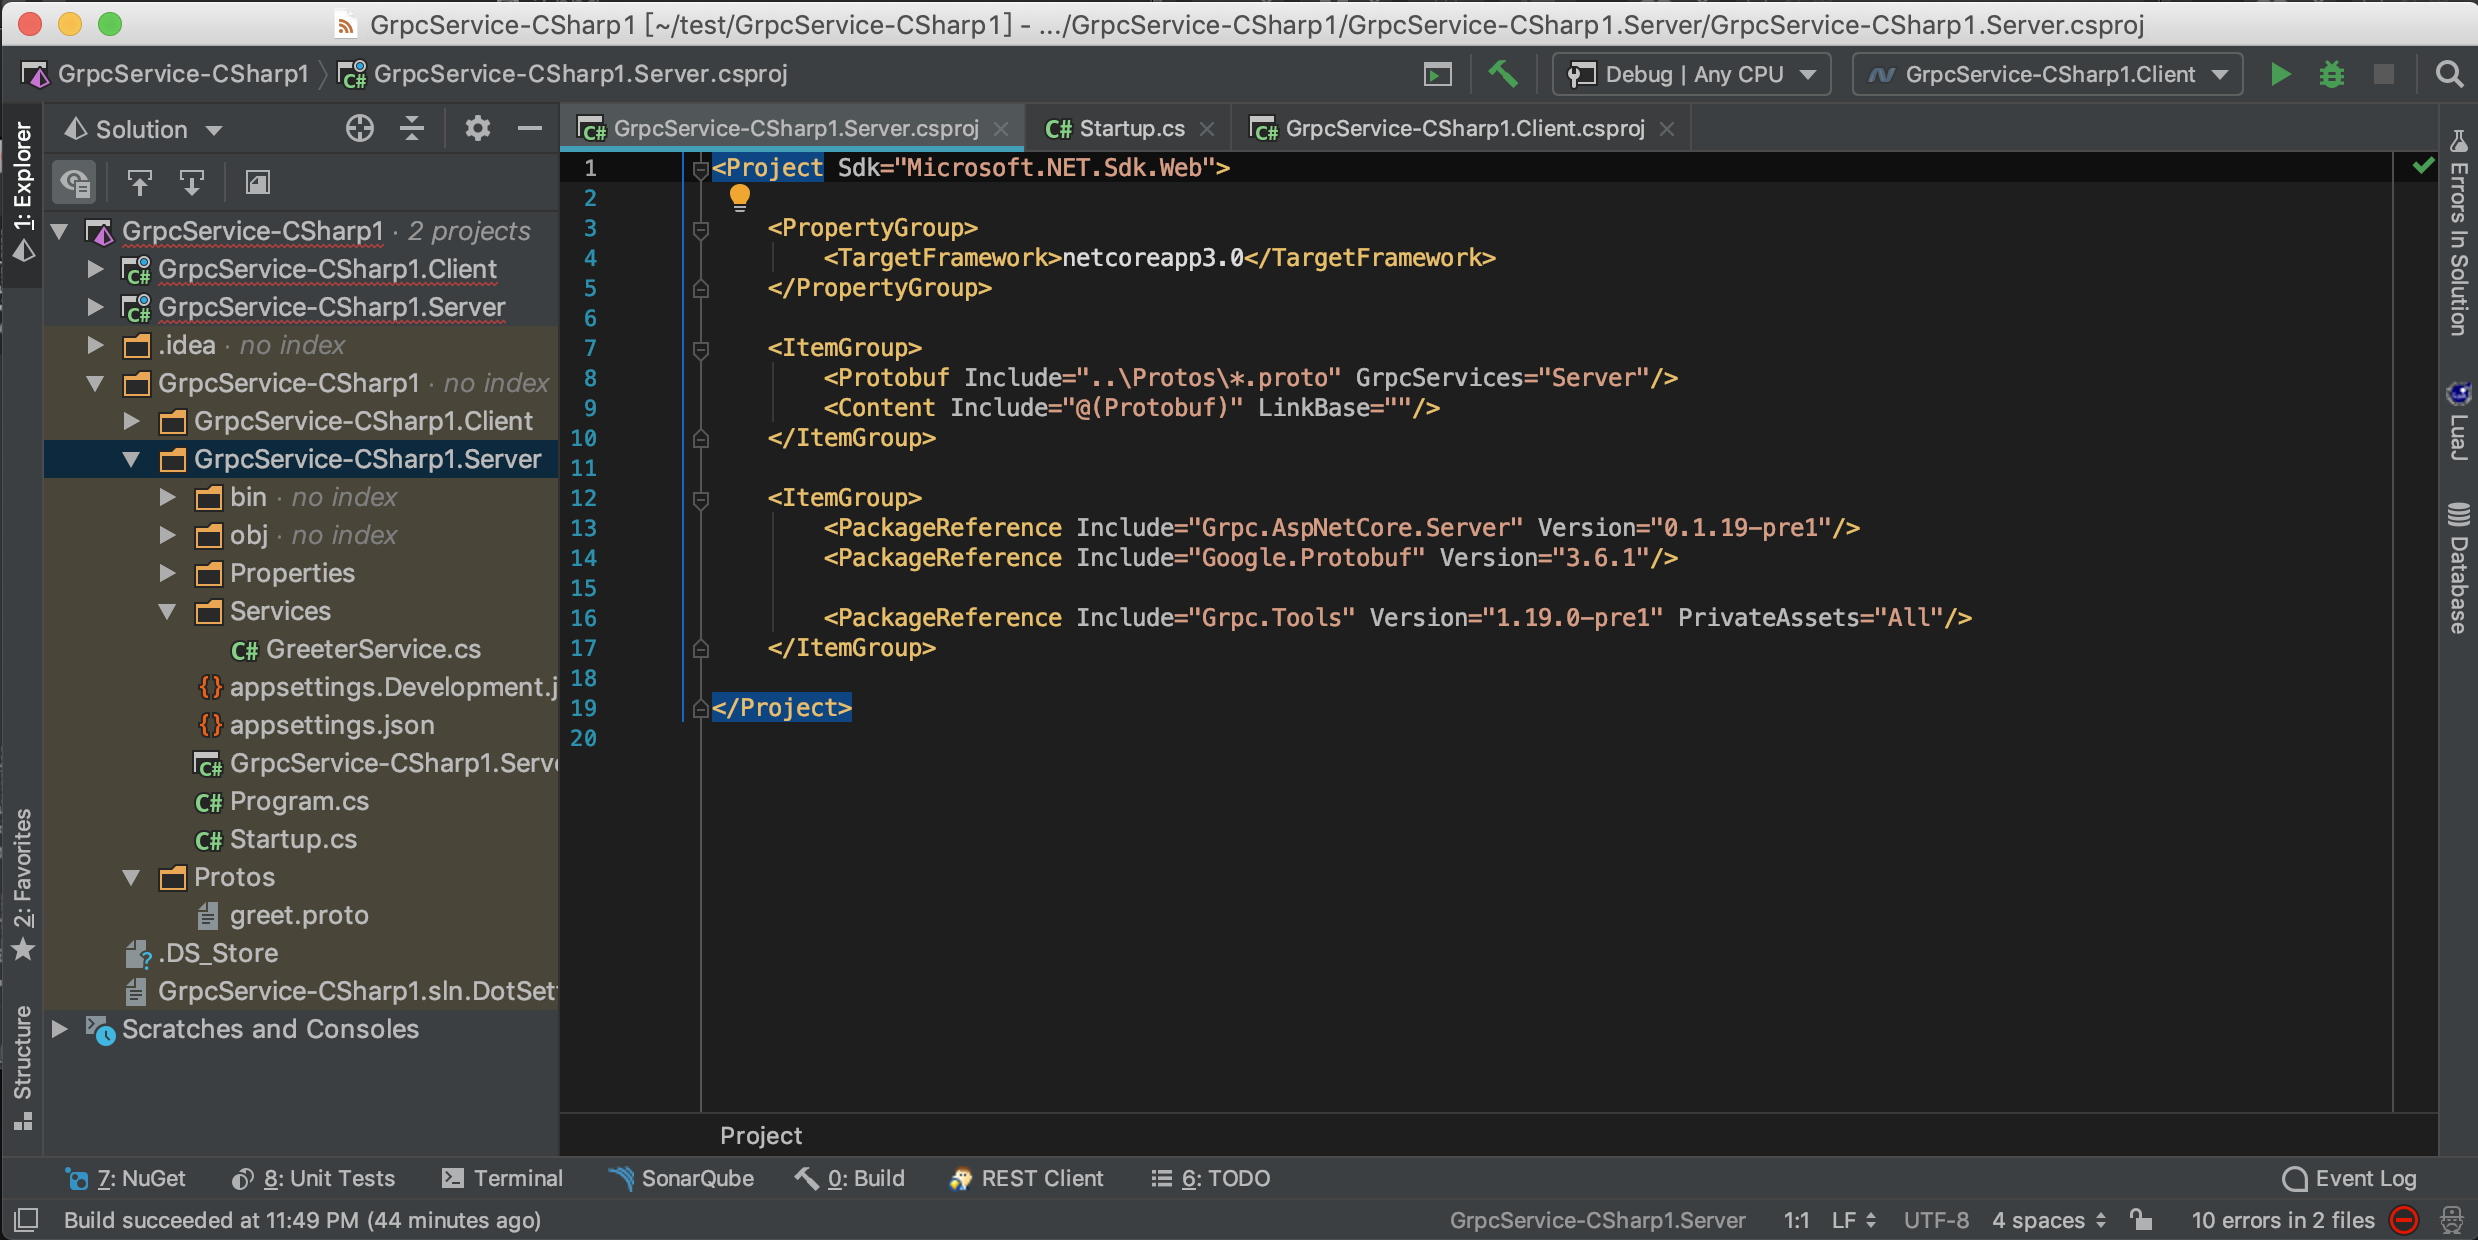 GrpcService-CSharp1 [~/test/GrpcService-CSharp1] - .../GrpcService-CSharp1/GrpcService-CSharp1.Server/GrpcService-CSharp1.Server.csproj
GrpcService-CSharp1 GrpcService-CSharp1.Server.csproj Debug | Any CPU GrpcService-CSharp1.Client
Solution
GrpcService-CSharp1.Server.csproj C# Startup.cs GrpcService-CSharp1.Client.csproj
1: Explorer
2: Favorites
Structure
GrpcService-CSharp1 · 2 projects
GrpcService-CSharp1.Client
GrpcService-CSharp1.Server
.idea · no index
GrpcService-CSharp1 · no index
GrpcService-CSharp1.Client
GrpcService-CSharp1.Server
bin · no index
obj · no index
Properties
Services
C# GreeterService.cs
{} appsettings.Development.j
{} appsettings.json
GrpcService-CSharp1.Serv
C# Program.cs
C# Startup.cs
Protos
greet.proto
.DS_Store
GrpcService-CSharp1.sln.DotSet
Scratches and Consoles
1 <Project Sdk="Microsoft.NET.Sdk.Web">
2
3 <PropertyGroup>
4 <TargetFramework>netcoreapp3.0</TargetFramework>
5 </PropertyGroup>
6
7 <ItemGroup>
8 <Protobuf Include="..\Protos\*.proto" GrpcServices="Server"/>
9 <Content Include="@(Protobuf)" LinkBase=""/>
10 </ItemGroup>
11
12 <ItemGroup>
13 <PackageReference Include="Grpc.AspNetCore.Server" Version="0.1.19-pre1"/>
14 <PackageReference Include="Google.Protobuf" Version="3.6.1"/>
15
16 <PackageReference Include="Grpc.Tools" Version="1.19.0-pre1" PrivateAssets="All"/>
17 </ItemGroup>
18
19 </Project>
20
Project
Errors In Solution
LuaJ
Database
7: NuGet 8: Unit Tests Terminal SonarQube 0: Build REST Client 6: TODO Event Log
Build succeeded at 11:49 PM (44 minutes ago) GrpcService-CSharp1.Server 1:1 LF UTF-8 4 spaces 10 errors in 2 files